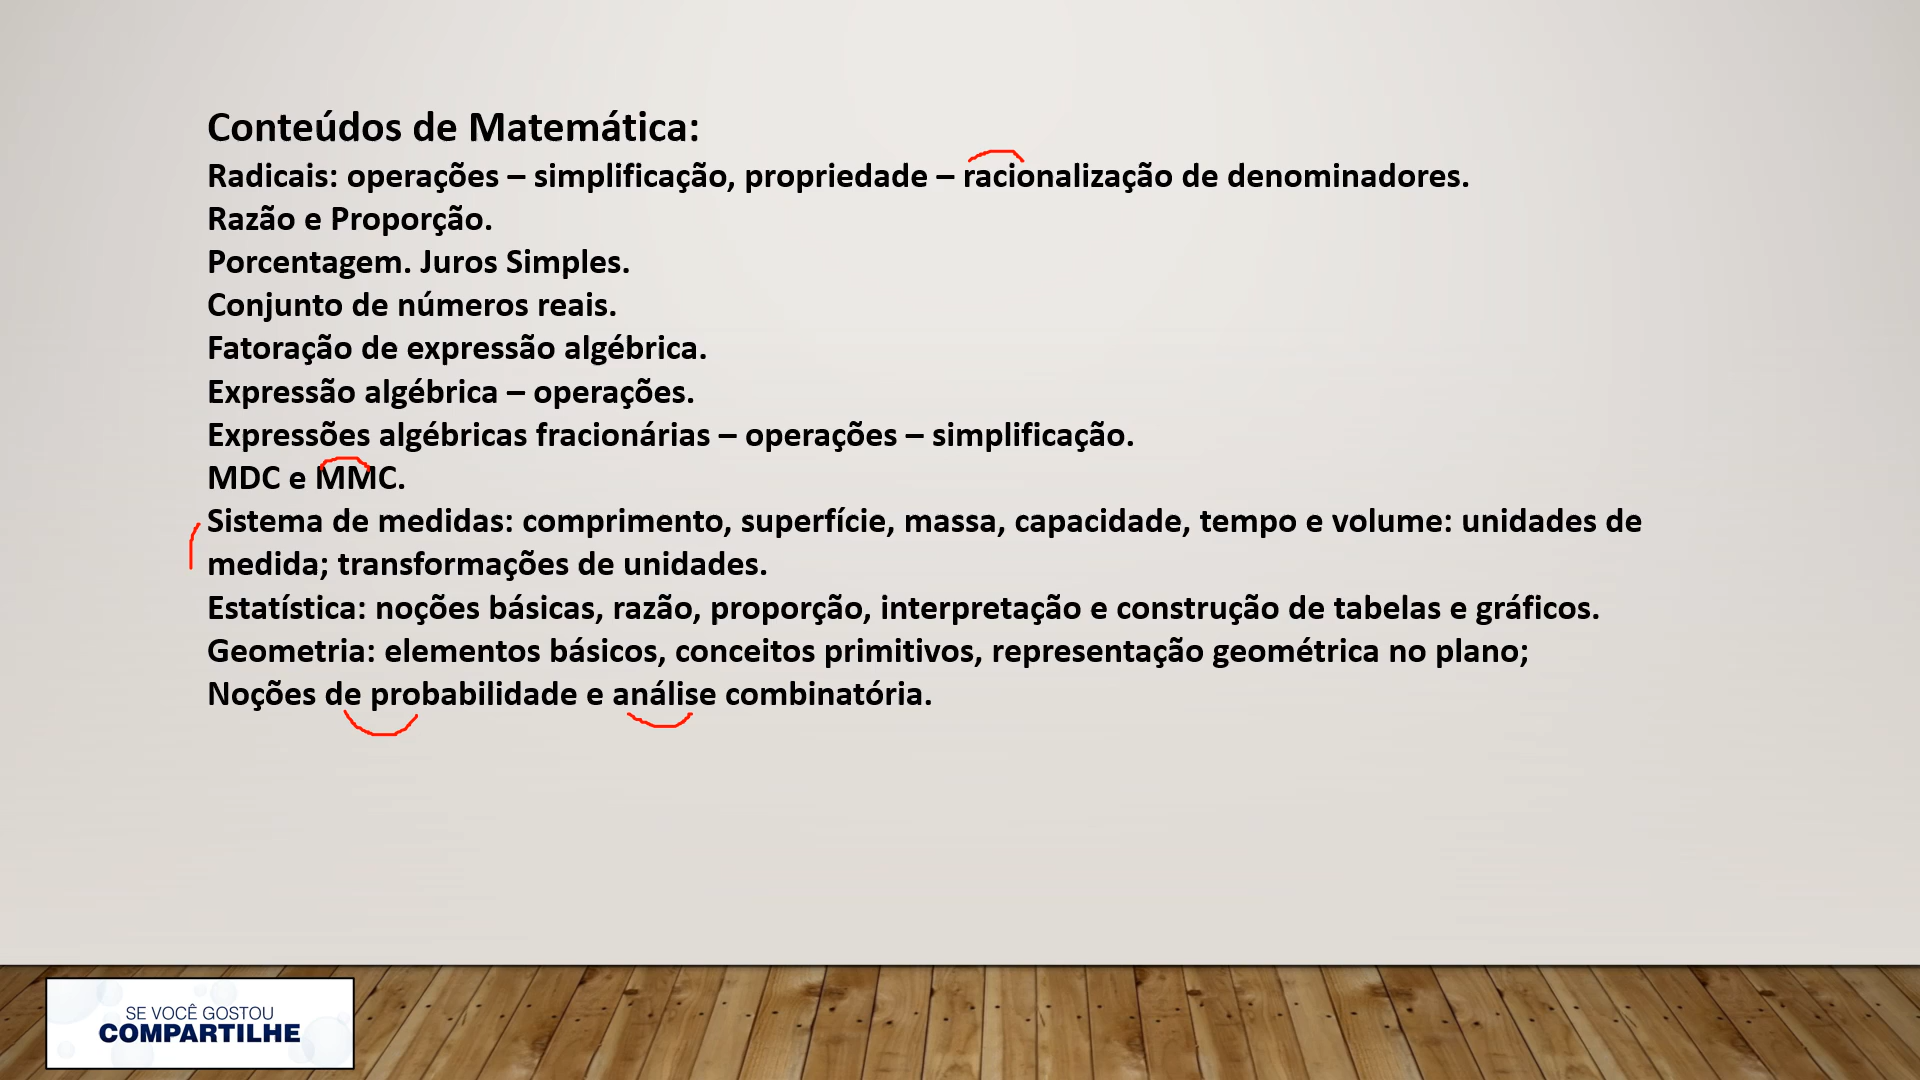 Conteúdos de Matemática:
Radicais: operações – simplificação, propriedade – racionalização de denominadores.
Razão e Proporção.
Porcentagem. Juros Simples.
Conjunto de números reais.
Fatoração de expressão algébrica.
Expressão algébrica – operações.
Expressões algébricas fracionárias – operações – simplificação.
MDC e MMC.
Sistema de medidas: comprimento, superfície, massa, capacidade, tempo e volume: unidades de
medida; transformações de unidades.
Estatística: noções básicas, razão, proporção, interpretação e construção de tabelas e gráficos.
Geometria: elementos básicos, conceitos primitivos, representação geométrica no plano;
Noções de probabilidade e análise combinatória.
SE VOCÊ GOSTOU
COMPARTILHE